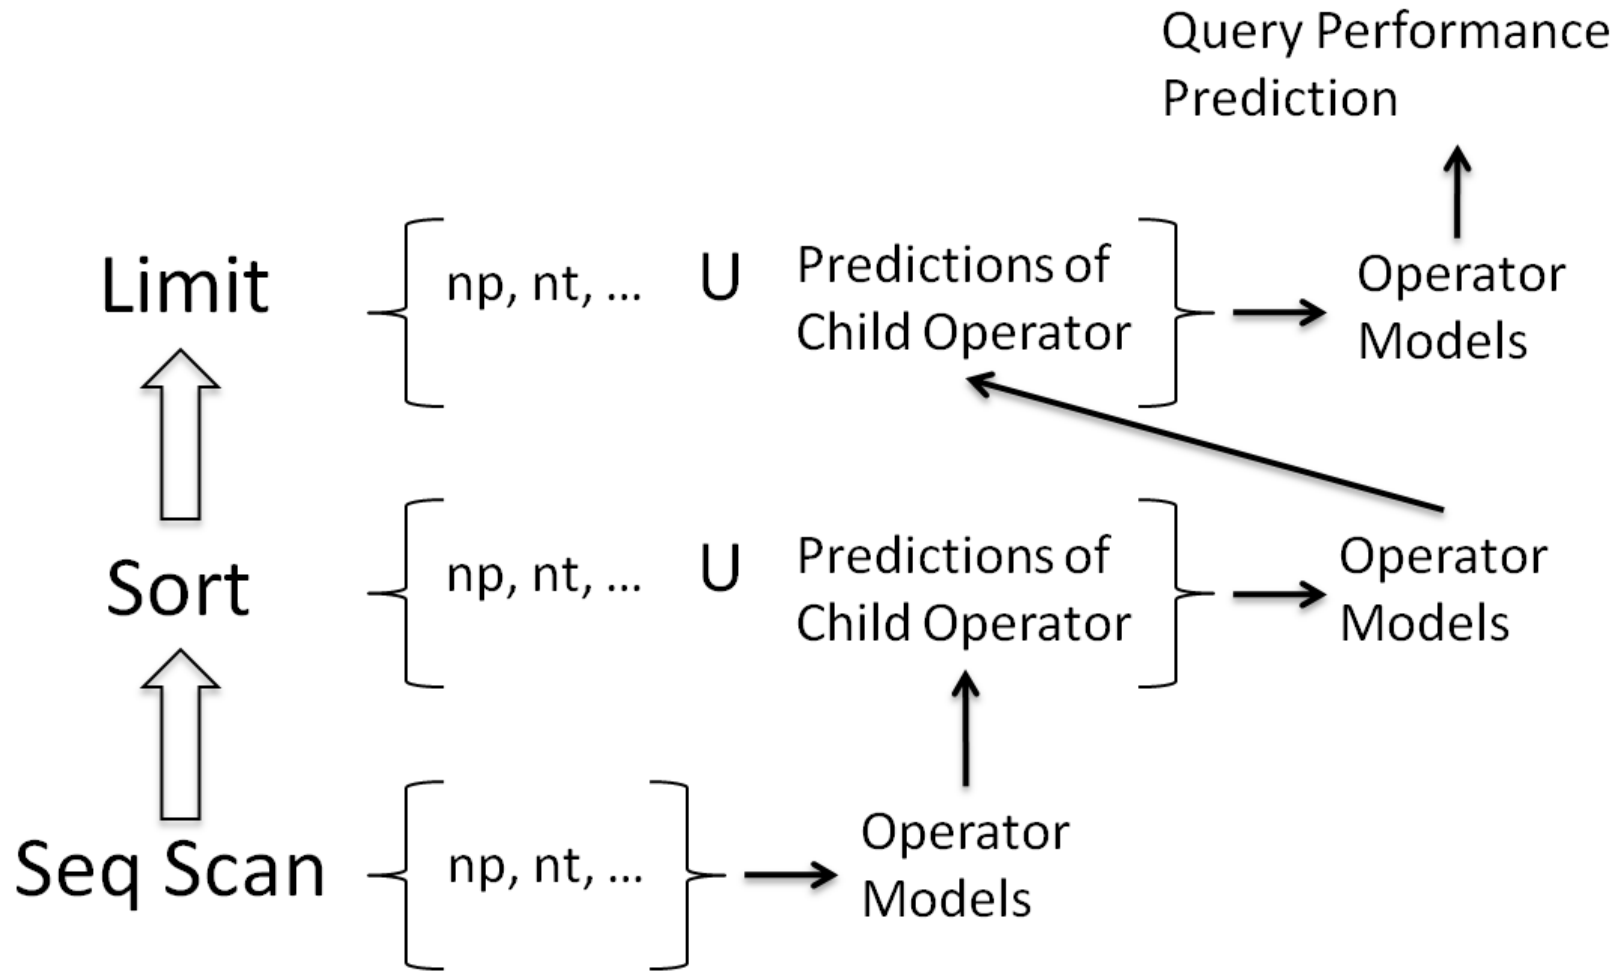 Query Performance
Prediction
Limit
np, nt, ...
U
Predictions of
Child Operator
Operator
Models
Sort
np, nt, ...
U
Predictions of
Child Operator
Operator
Models
Seq Scan
np, nt, ...
Operator
Models